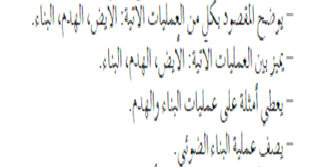 - يوضح المقصود بكل من العمليات الآتية: الأيض، الهدم، البناء.
- يميز بين العمليات الآتية: الأيض، الهدم، البناء.
- يعطي أمثلة على عمليات البناء والهدم.
- يصف عملية البناء الضوئي.